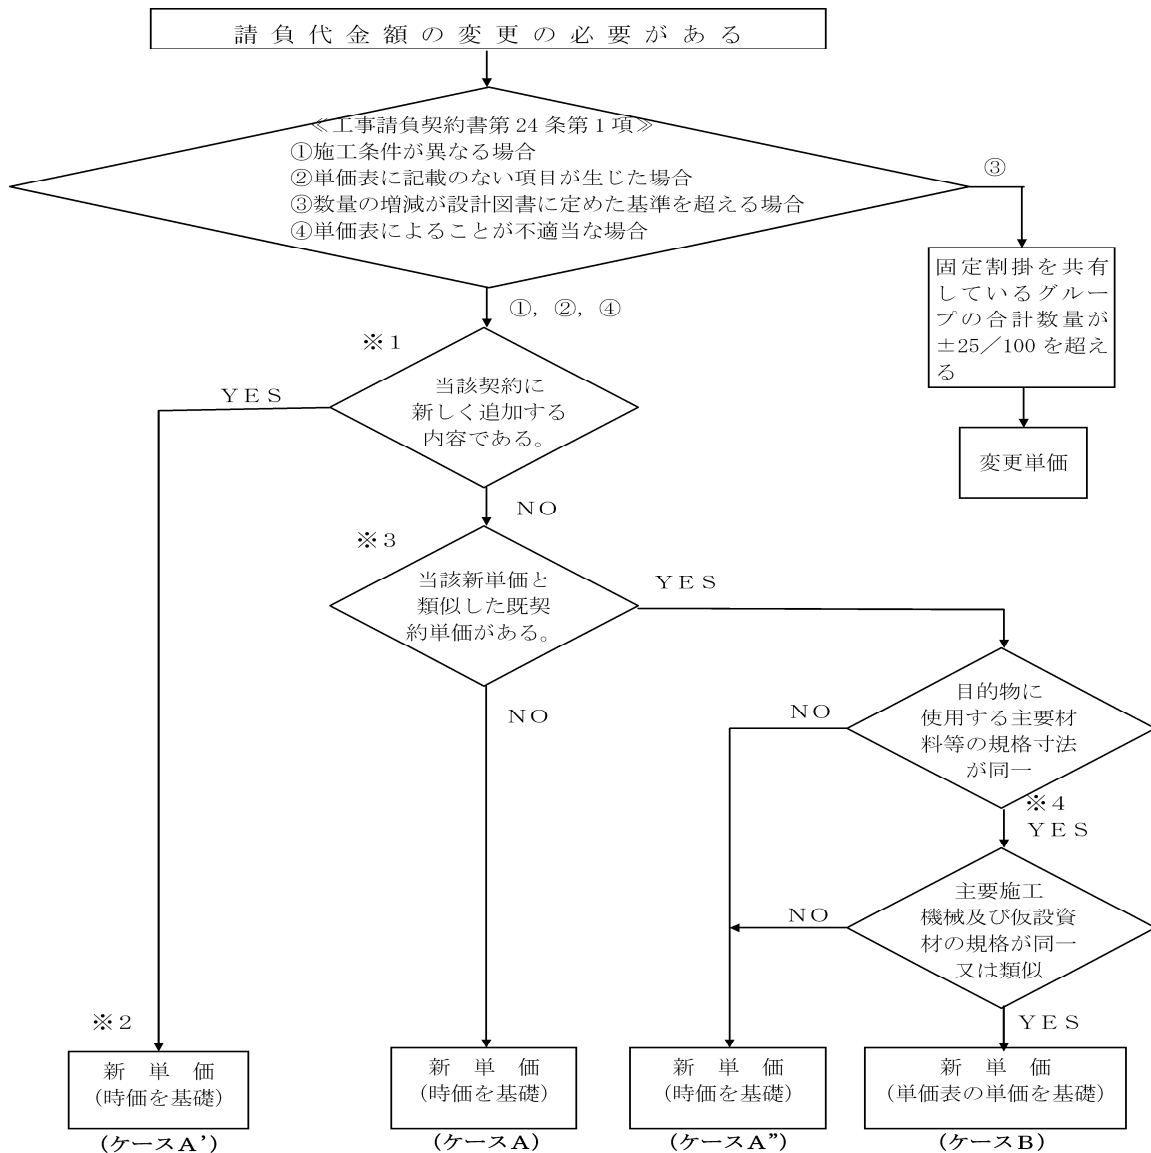 請負代金額の変更の必要がある
≪工事請負契約書第24条第1項≫
①施工条件が異なる場合
②単価表に記載のない項目が生じた場合
③数量の増減が設計図書に定めた基準を超える場合
④単価表によることが不適当な場合
③
固定割掛を共有
しているグルー
プの合計数量が
±25／100を超え
る
変更単価
①，②，④
※1
当該契約に
新しく追加する
内容である。
YES
NO
※3
当該新単価と
類似した既契
約単価がある。
YES
NO
目的物に
使用する主要材
料等の規格寸法
が同一
NO
※4
YES
主要施工
機械及び仮設資
材の規格が同一
又は類似
NO
YES
※2
新単価
（時価を基礎）
（ケースA’）
新単価
（時価を基礎）
（ケースA）
新単価
（時価を基礎）
（ケースA”）
新単価
（単価表の単価を基礎）
（ケースB）